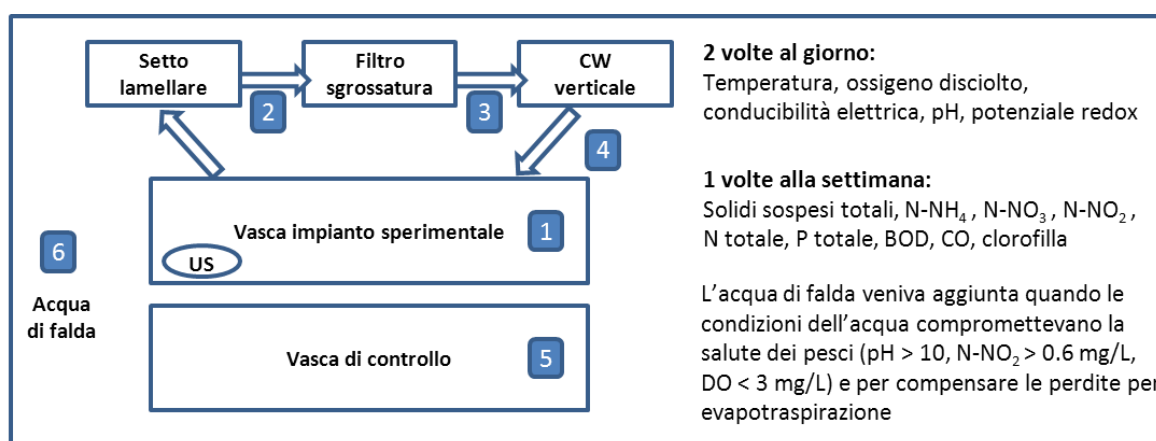 Setto
lamellare
Filtro
sgrossatura
CW
verticale
2
3
4
Vasca impianto sperimentale
1
US
6
Acqua
di falda
Vasca di controllo
5
2 volte al giorno:
Temperatura, ossigeno disciolto,
conducibilità elettrica, pH, potenziale redox
1 volte alla settimana:
Solidi sospesi totali, N-NH4 , N-NO3 , N-NO2 ,
N totale, P totale, BOD, CO, clorofilla
L'acqua di falda veniva aggiunta quando le
condizioni dell'acqua compromettevano la
salute dei pesci (pH > 10, N-NO2 > 0.6 mg/L,
DO < 3 mg/L) e per compensare le perdite per
evapotraspirazione